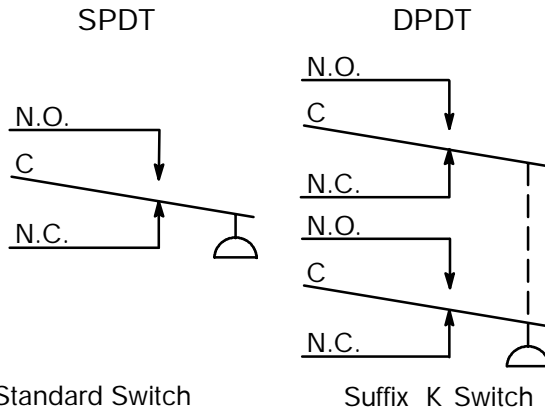 SPDT
N.O.
C
N.C.
Standard Switch
DPDT
N.O.
C
N.C.
N.O.
C
N.C.
Suffix K Switch